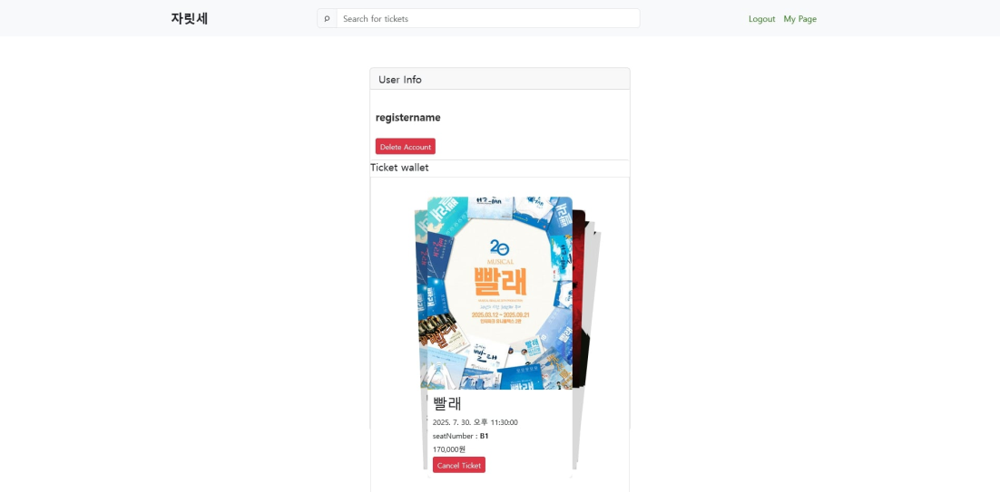 자릿세
Search for tickets
Logout My Page
User Info
registername
Delete Account
Ticket wallet
20
MUSICAL
빨래
2025.03.12 ~ 2025.09.21
빨래
2025. 7. 30. 오후 11:30:00
seatNumber : B1
170,000원
Cancel Ticket